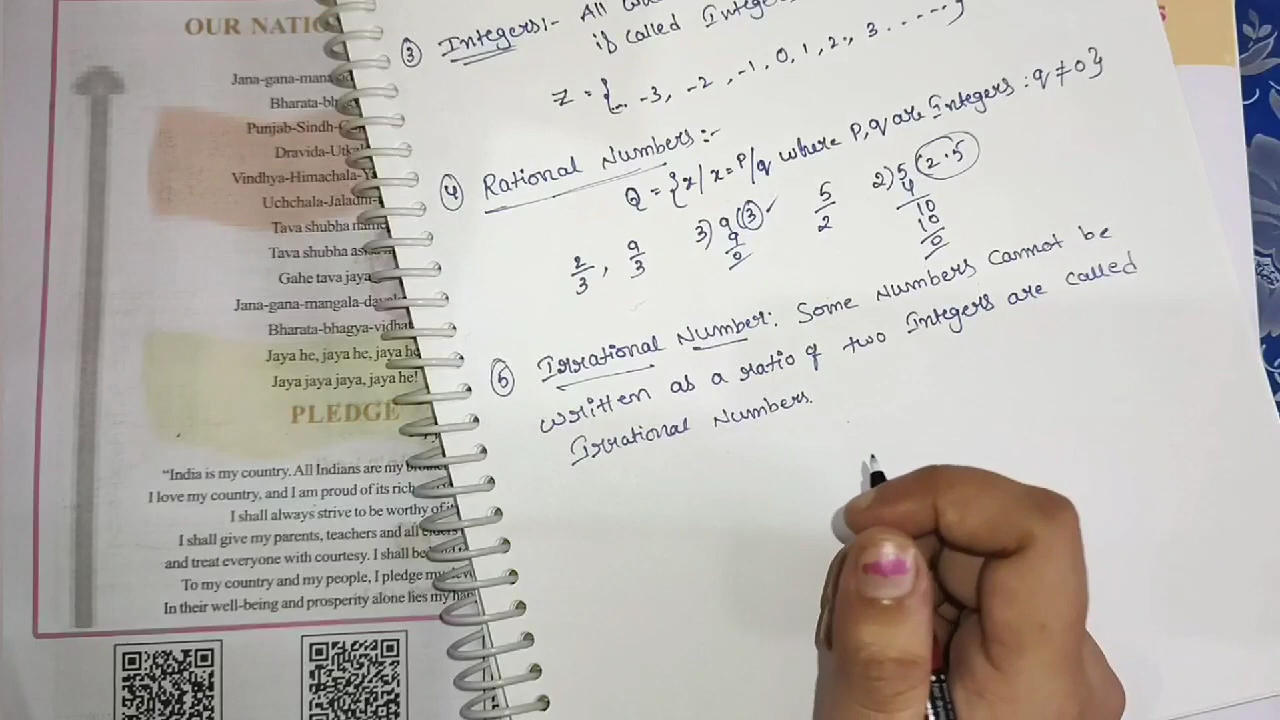 OUR
Jana-gana-mana
Bharata-
Punjab-Sindh-
Dravida-
Vindhya-Himachala-
Uchchala-
Tava shubha
Tava shubha
Gahe tava jaya
Jana-gana-mangala-
Bharata-bhagya-
Jaya he, jaya he, jaya he
Jaya jaya jaya, jaya he!
PLEDGE
"India is my country. All Indians are my
I love my country, and I am proud of its rich
I shall always strive to be worthy of
I shall give my parents, teachers and all
and treat everyone with courtesy. I shall
To my country and my people, I pledge my
In their well-being and prosperity alone lies my
3 Integers:- All
is called
Z = {... -3, -2, -1, 0, 1, 2, 3 .....}
4 Rational Numbers:-
Q = {x/x=P/q where P,q are Integers : q ≠ 0}
2/3, 9/3 3) 9 (3 ✓ 5/2 2) 5 (2.5
9 4
0 10
10
0
5 Irrational Number: Some Numbers Cannot be
written as a ratio of two Integers are called
Irrational Numbers.